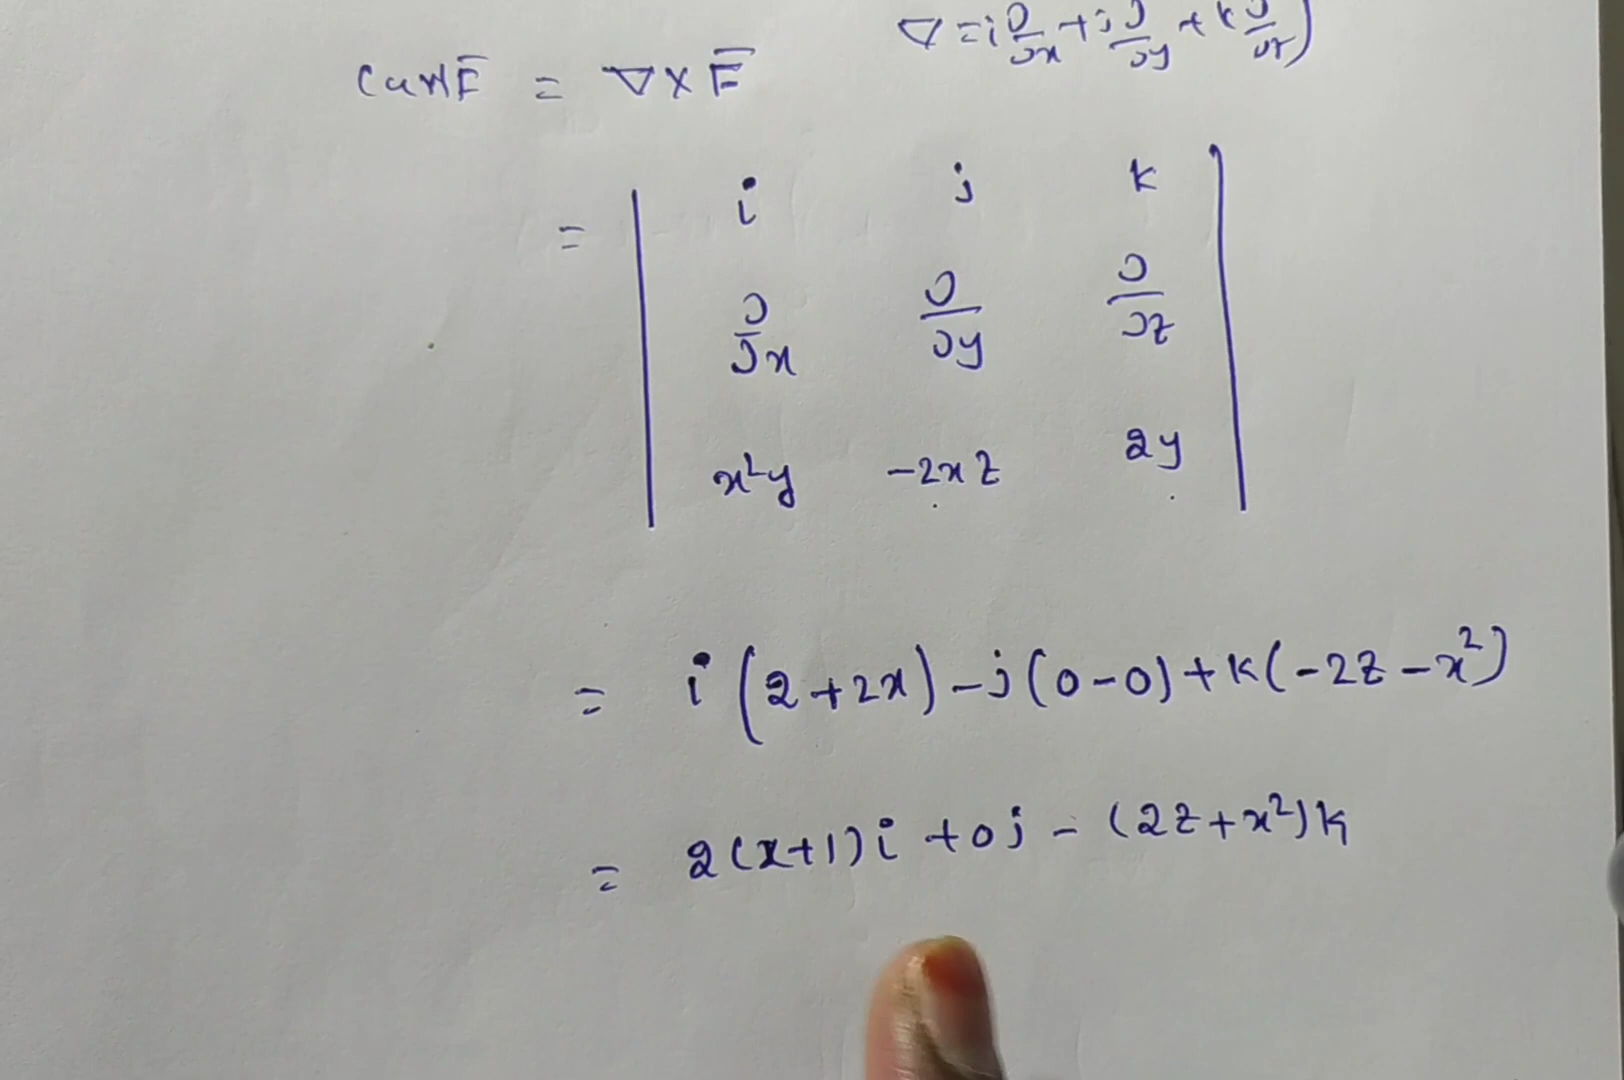 ∇ = i ∂/∂x + j ∂/∂y + k ∂/∂z)
Curl F̄ = ∇ × F̄
= | i j k |
| ∂/∂x ∂/∂y ∂/∂z |
| x²y -2xz 2y |
= i (2+2x) - j (0-0) + k (-2z - x²)
= 2(x+1)i + 0j - (2z+x²)k